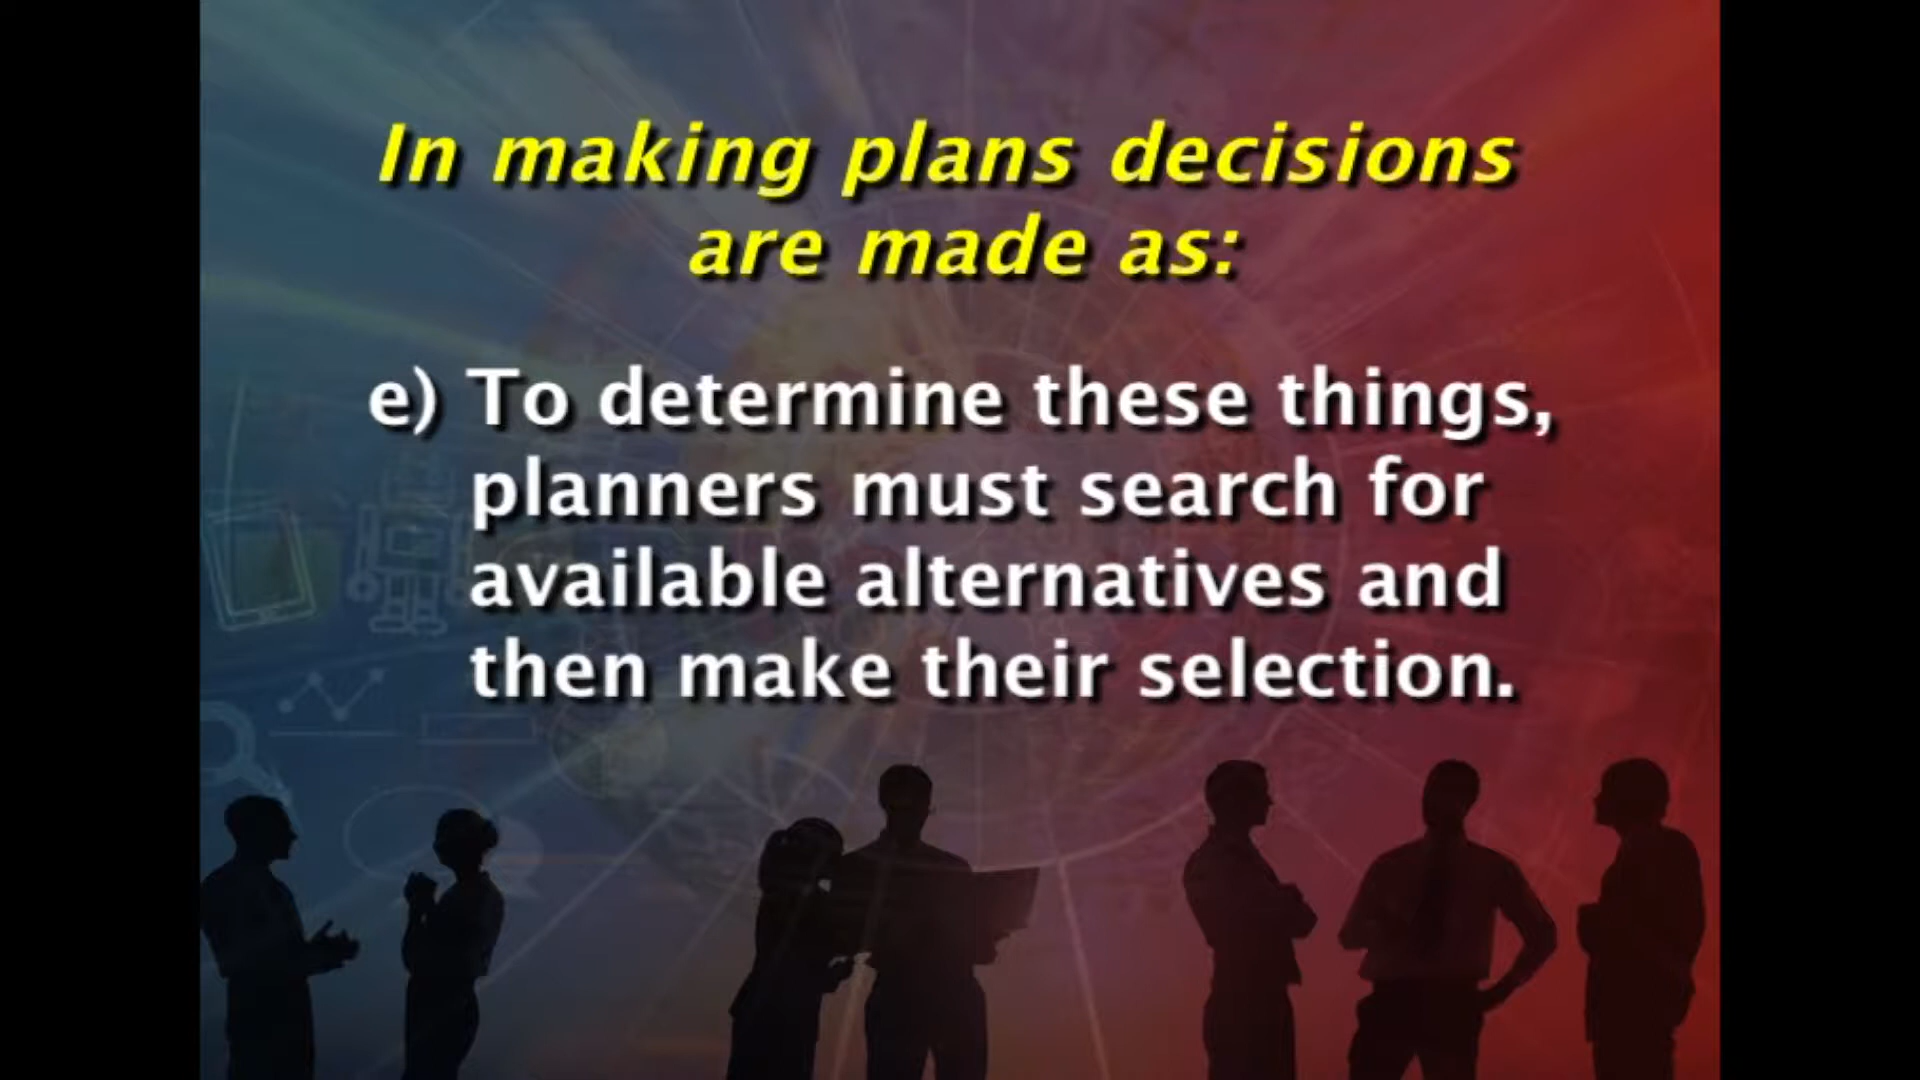 In making plans decisions
are made as:
e) To determine these things,
planners must search for
available alternatives and
then make their selection.